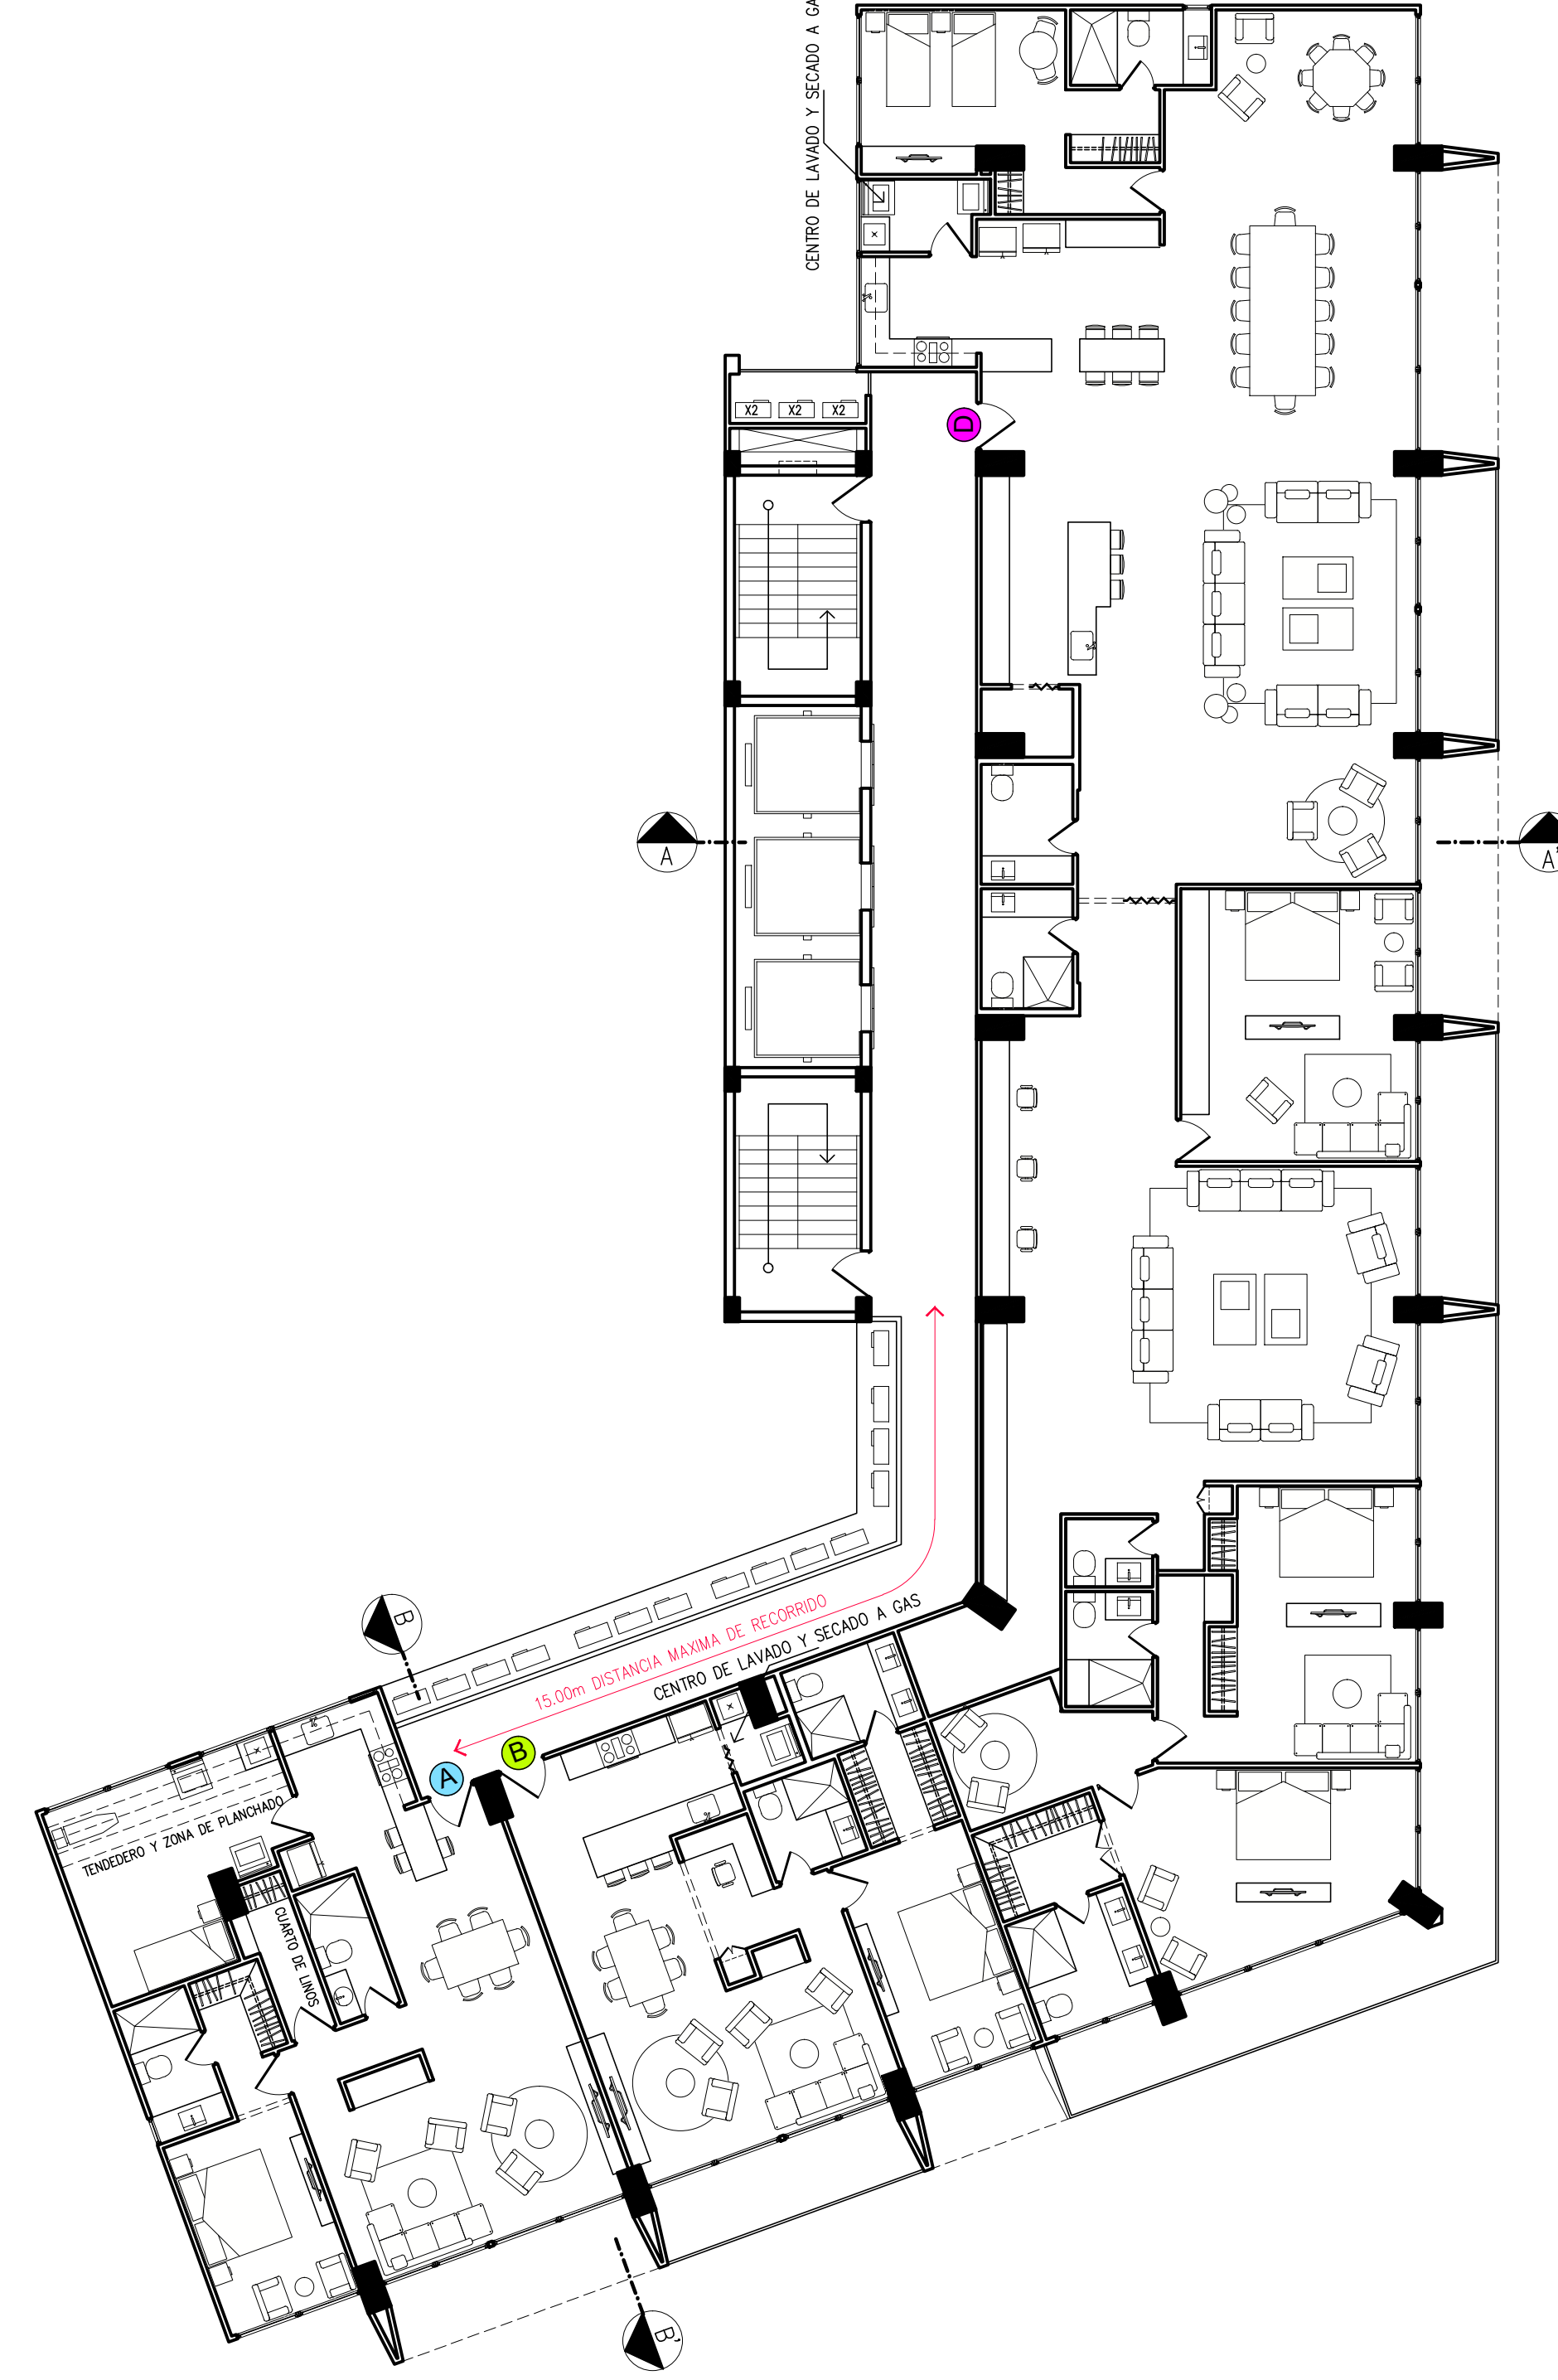 CENTRO DE LAVADO Y SECADO A GA
X2 X2 X2
D
A
A'
B
15.00m DISTANCIA MAXIMA DE RECORRIDO
CENTRO DE LAVADO Y SECADO A GAS
A
B
TENDEDERO Y ZONA DE PLANCHADO
CUARTO DE LINOS
B'